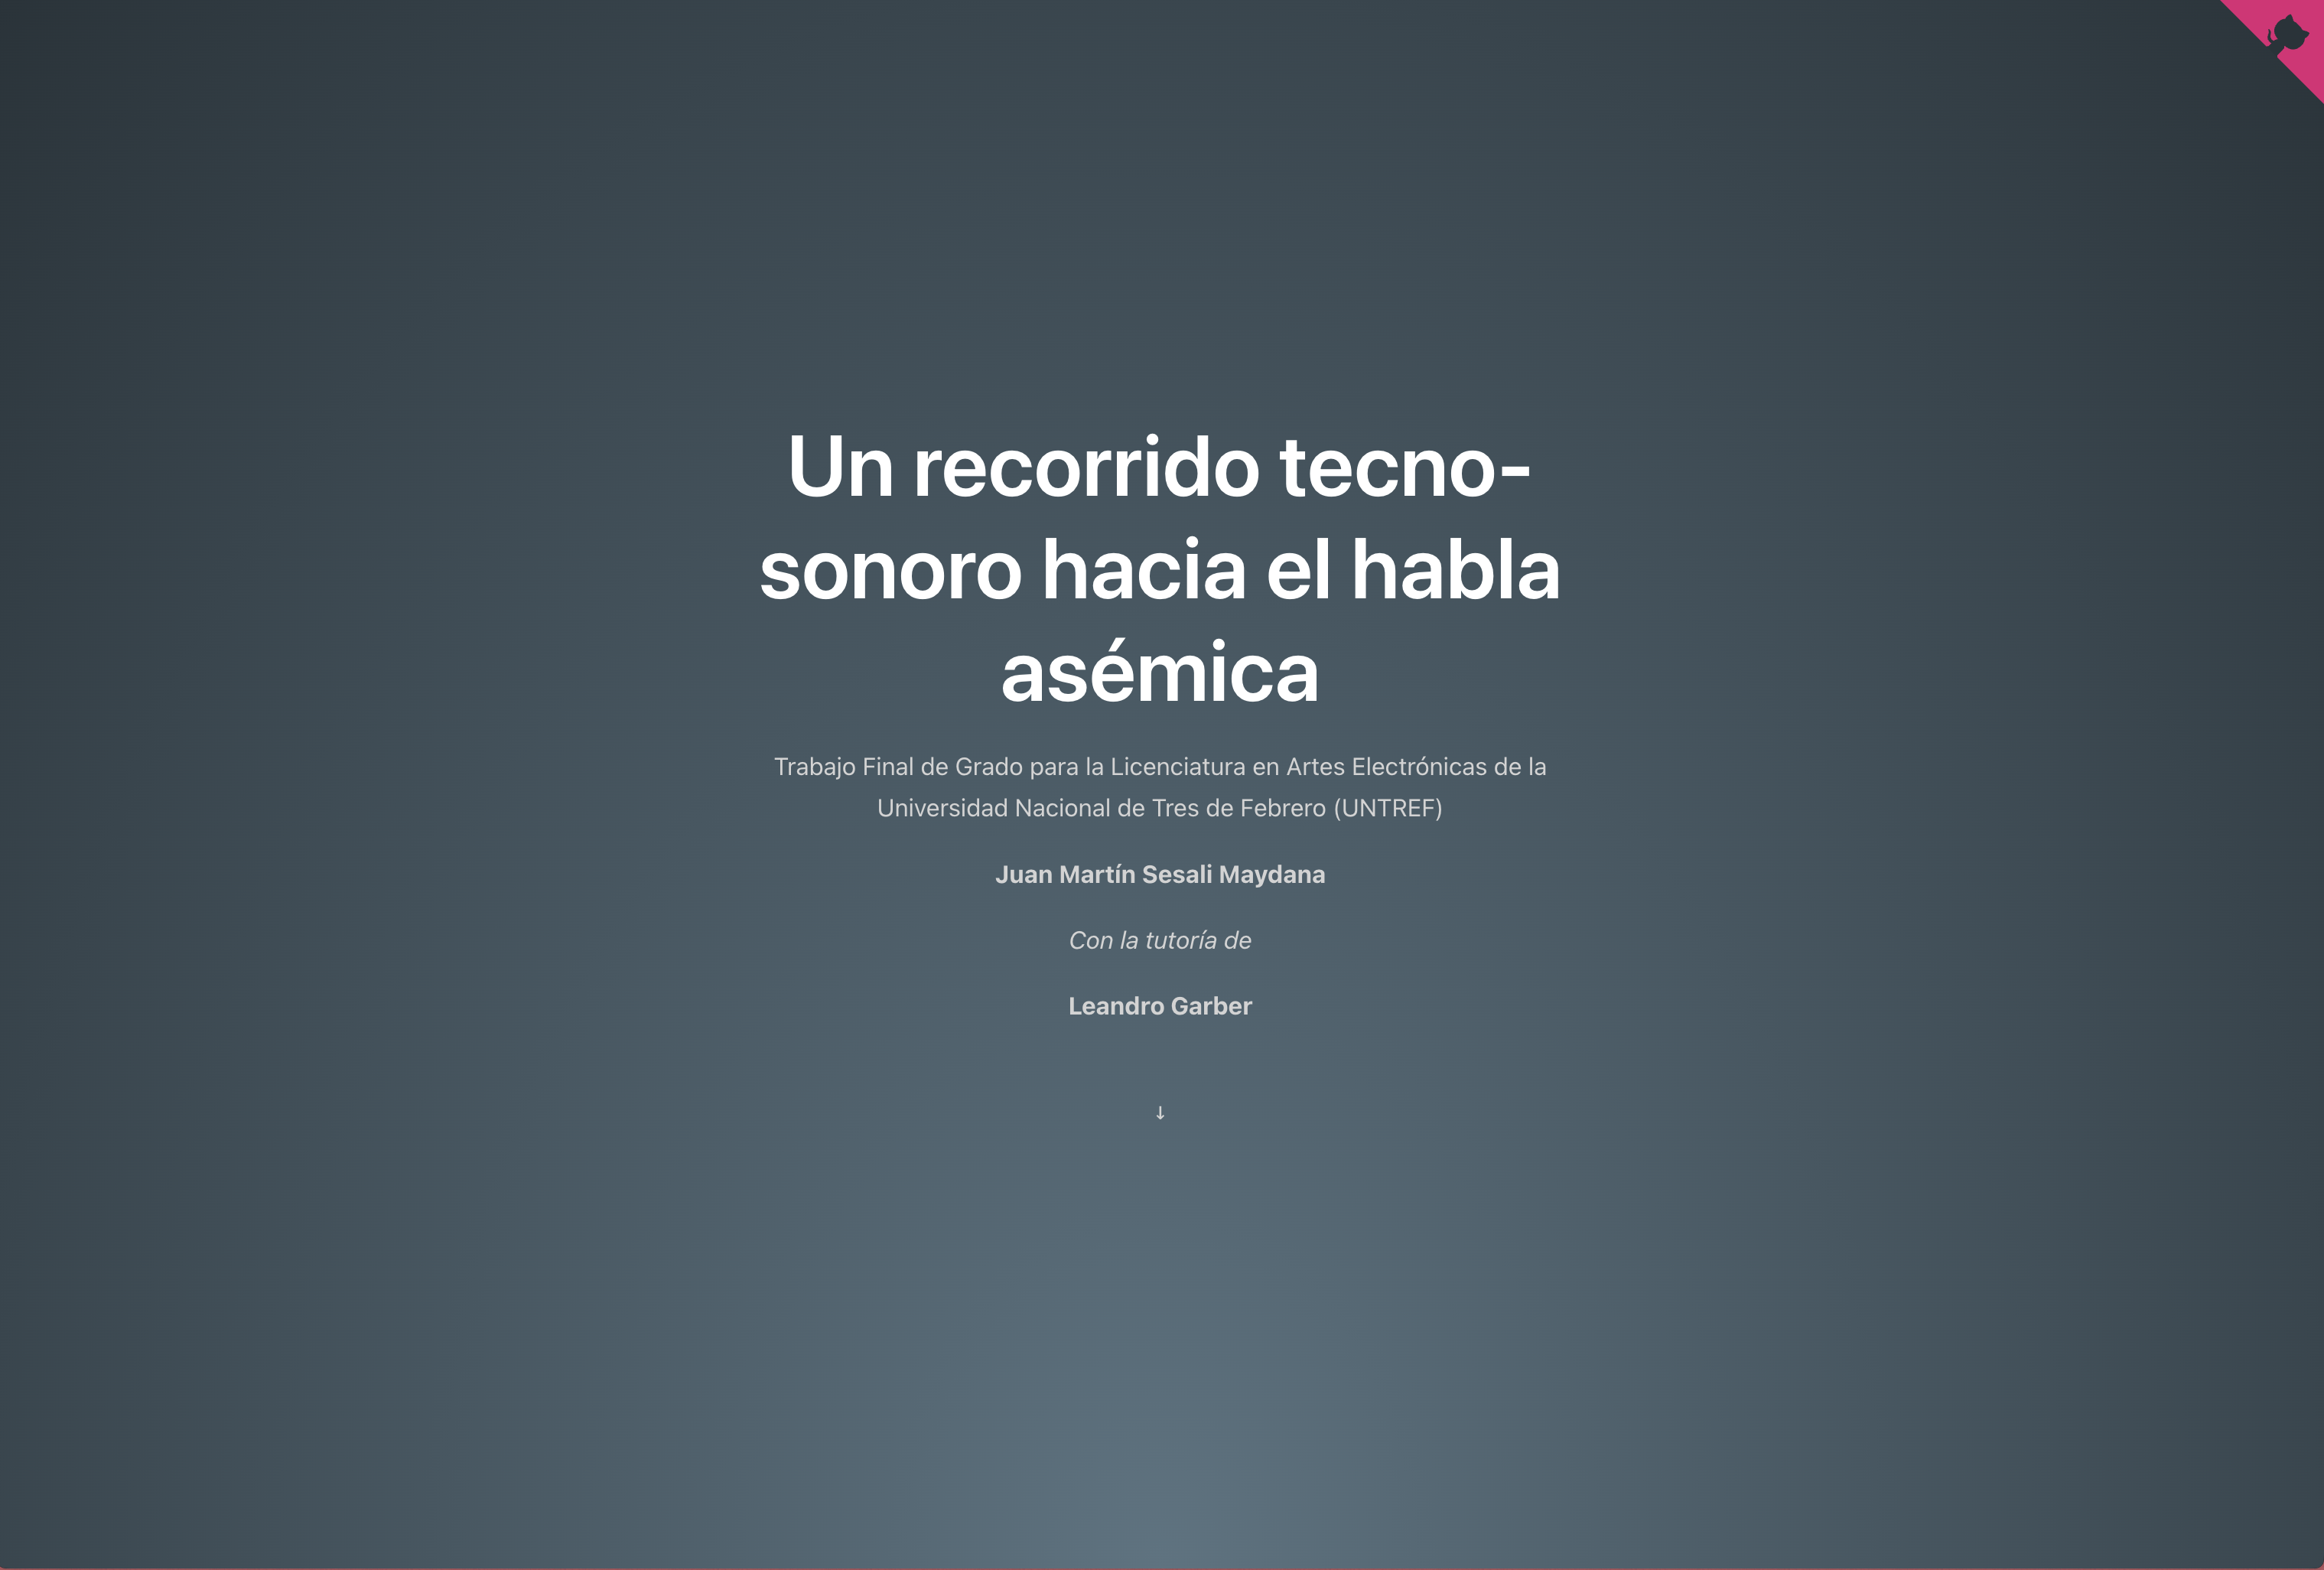 Un recorrido tecno-
sonoro hacia el habla
asémica
Trabajo Final de Grado para la Licenciatura en Artes Electrónicas de la
Universidad Nacional de Tres de Febrero (UNTREF)
Juan Martín Sesali Maydana
Con la tutoría de
Leandro Garber
↓